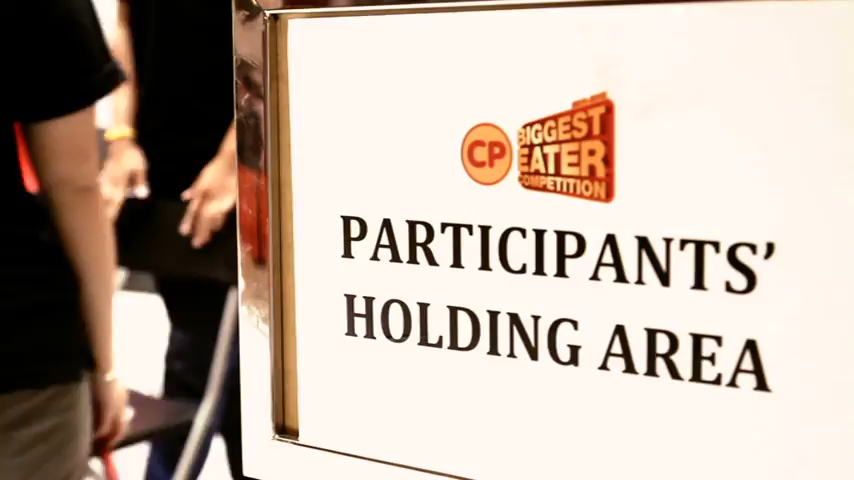 CP
BIGGEST
EATER
COMPETITION
PARTICIPANTS’
HOLDING AREA